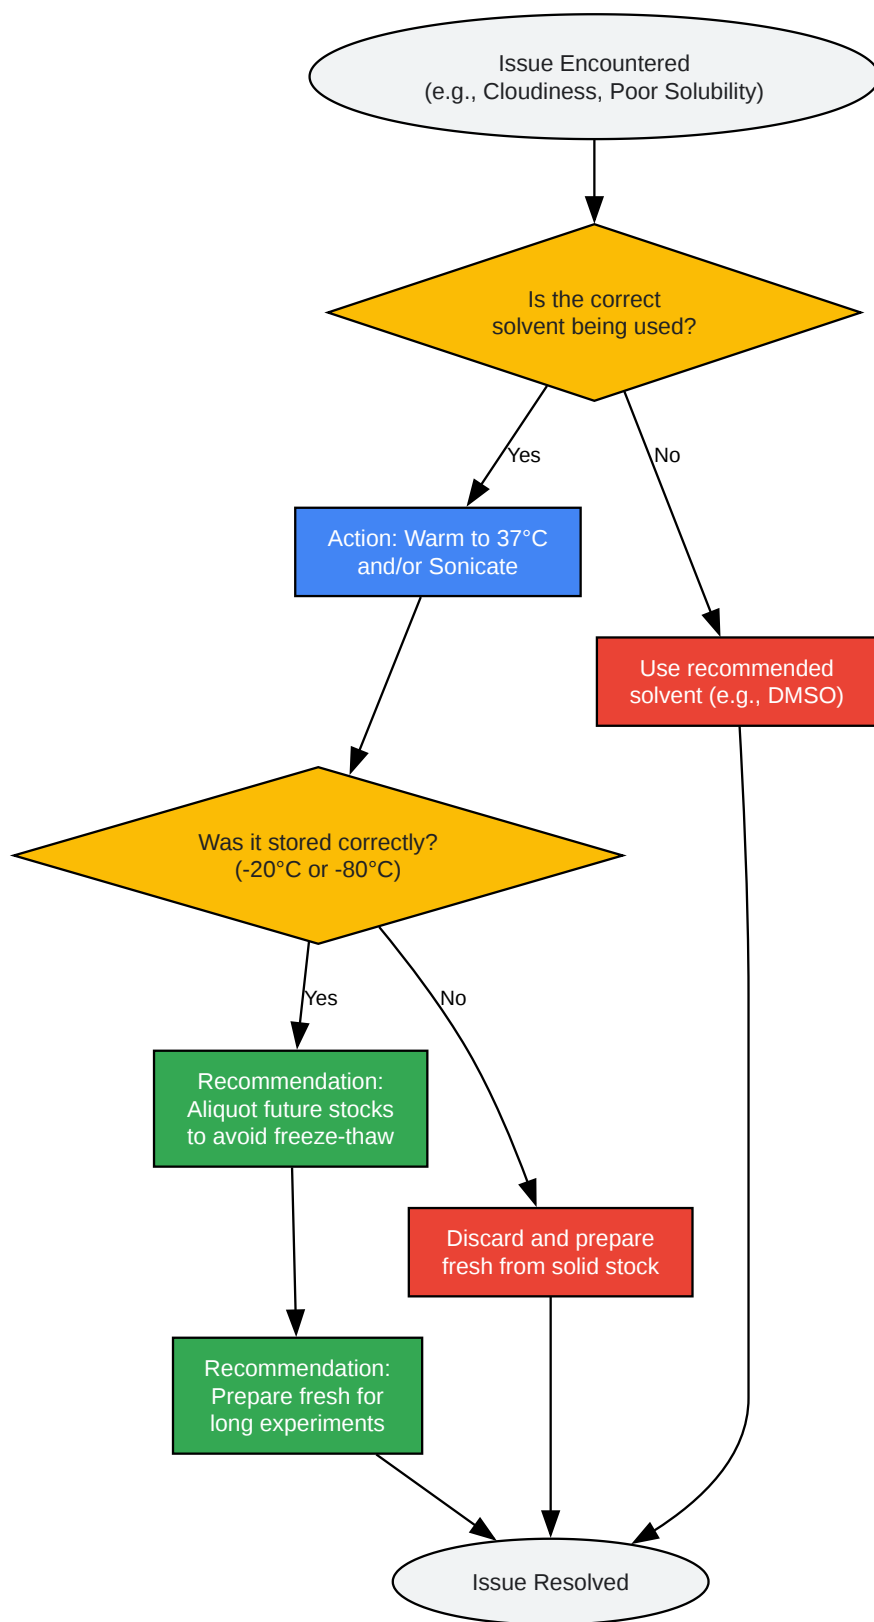 Issue Encountered
(e.g., Cloudiness, Poor Solubility)
Is the correct
solvent being used?
Yes
No
Action: Warm to 37°C
and/or Sonicate
Use recommended
solvent (e.g., DMSO)
Was it stored correctly?
(-20°C or -80°C)
Yes
No
Recommendation:
Aliquot future stocks
to avoid freeze-thaw
Discard and prepare
fresh from solid stock
Recommendation:
Prepare fresh for
long experiments
Issue Resolved